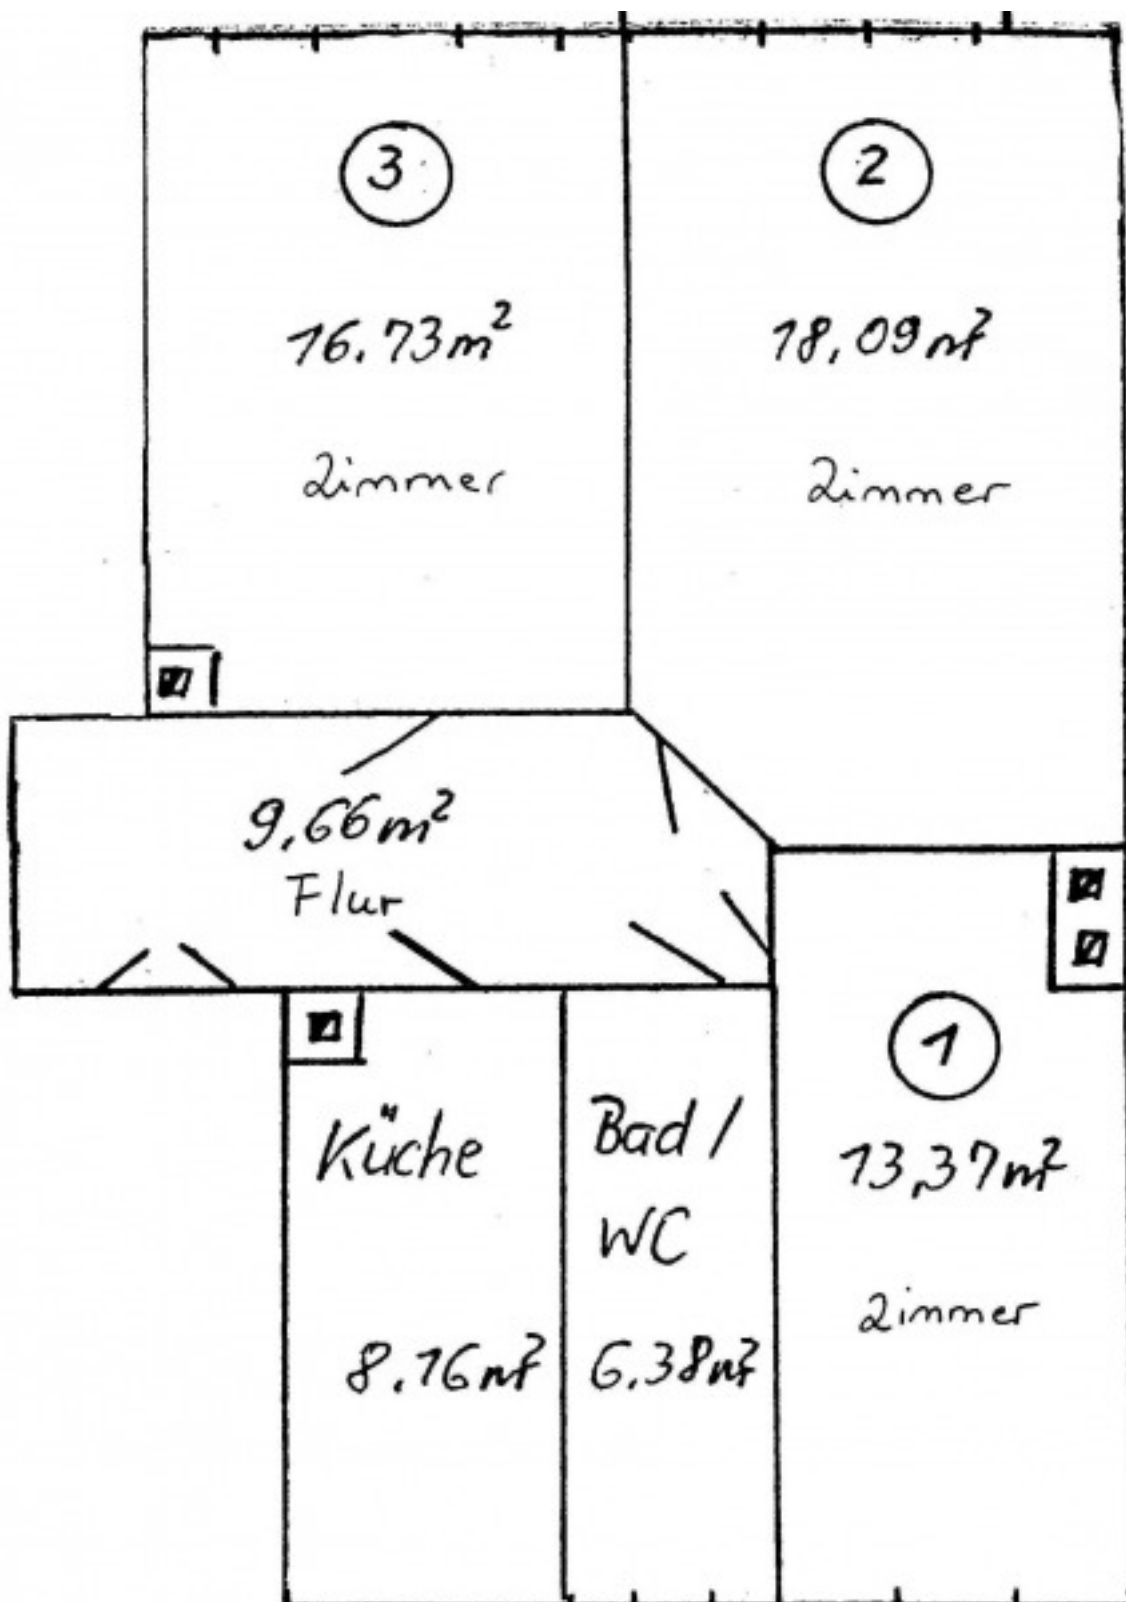 3
16.73m²
Zimmer
2
18,09m²
Zimmer
9,66m²
Flur
Küche
8.16m²
Bad /
WC
6.38m²
1
13,37m²
Zimmer